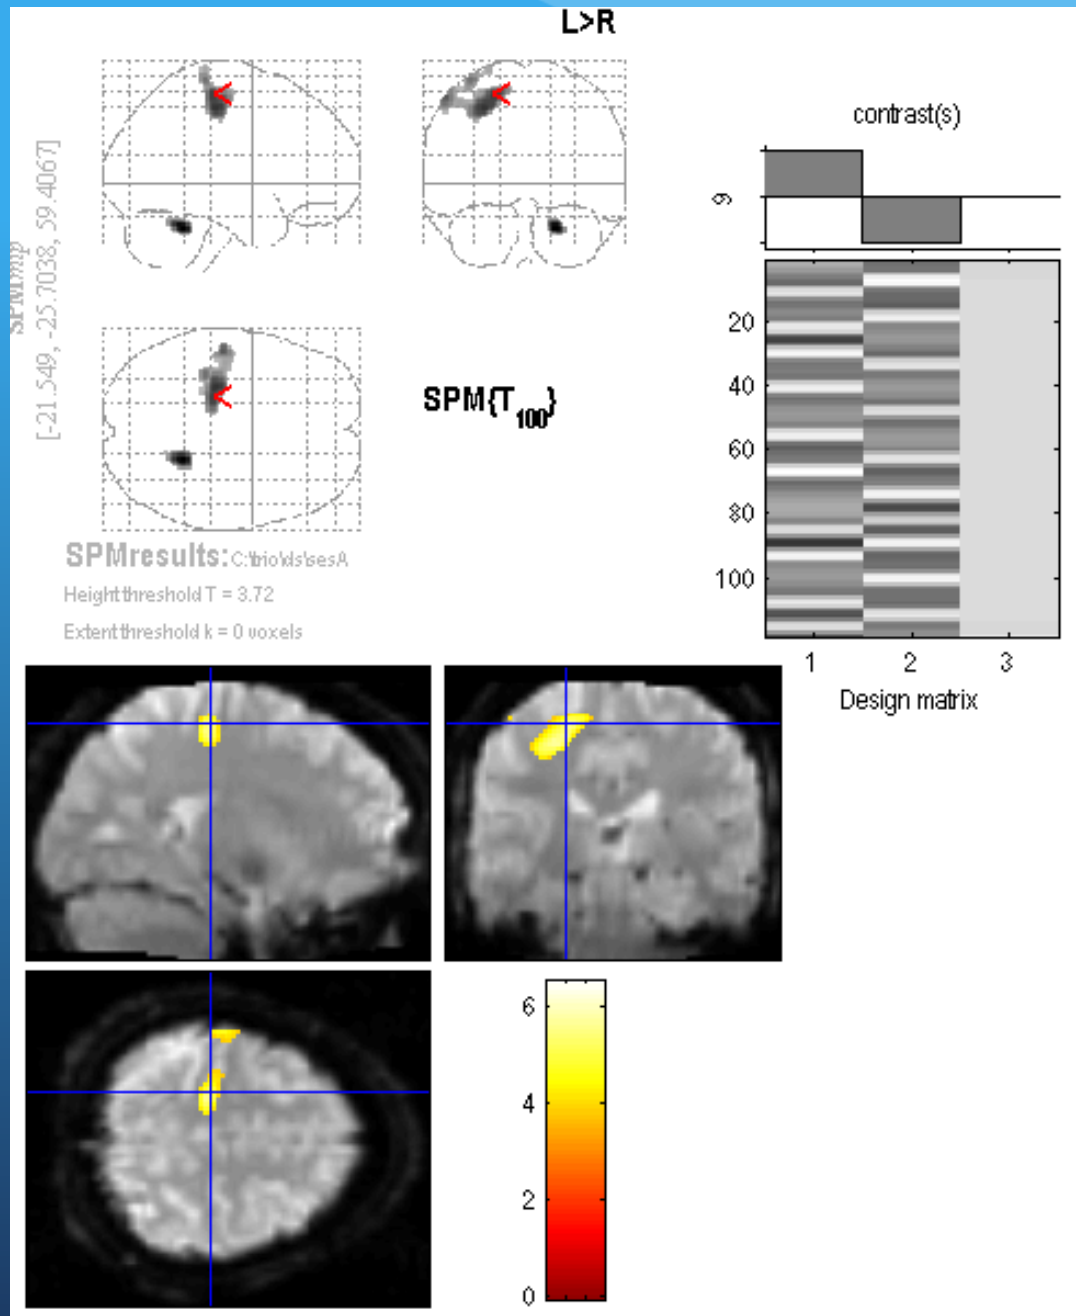 L>R
SPMmip
[-21.549, -25.7038, 59.4067]
contrast(s)
6
SPM{T100}
SPMresults: C:\trio\ds\sesA
Height threshold T = 3.72
Extent threshold k = 0 voxels
20
40
60
80
100
1 2 3
Design matrix
6
4
2
0